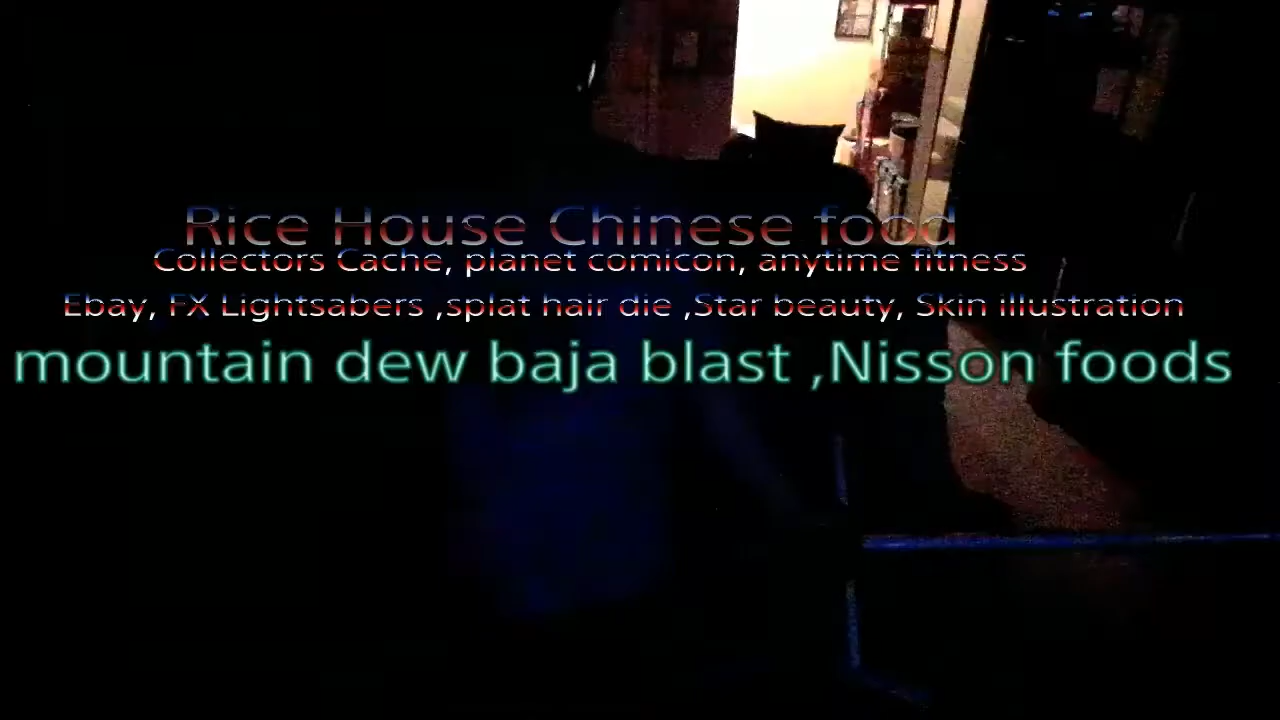 Rice House Chinese food
Collectors Cache, planet comicon, anytime fitness
Ebay, FX Lightsabers ,splat hair die ,Star beauty, Skin illustration
mountain dew baja blast ,Nisson foods